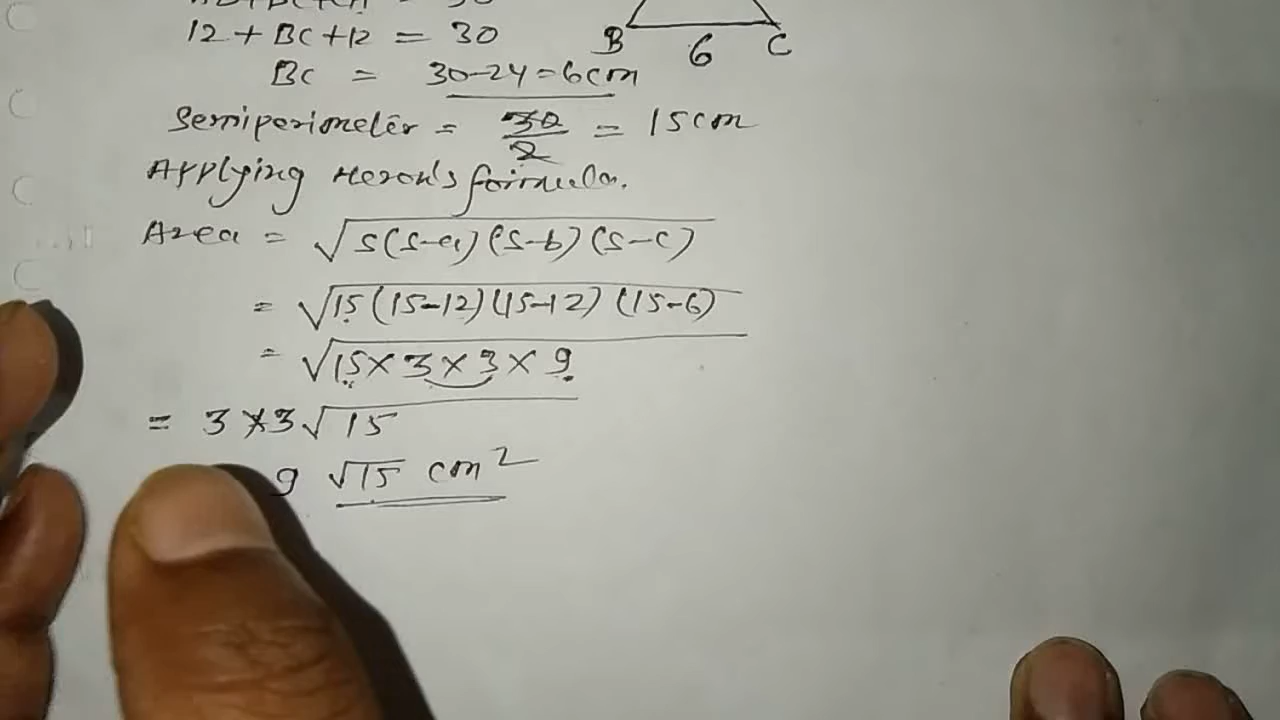 12 + BC + 12 = 30
B 6 C
BC = 30-24 = 6cm
Semiperimeter = 30/2 = 15cm
Applying Heron's formula.
Area = √s(s-a)(s-b)(s-c)
= √15(15-12)(15-12)(15-6)
= √15×3×3×9
= 3×3√15
9 √15 cm²